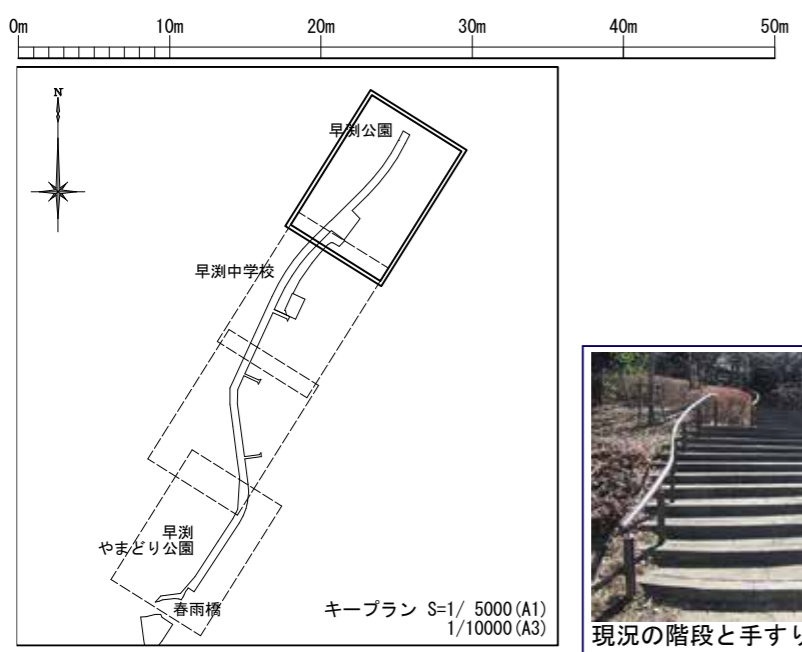 0m 10m 20m 30m 40m 50m
N
早渕公園
早渕中学校
早渕
やまどり公園
春雨橋
キープラン S=1/ 5000(A1)
1/10000(A3)
現況の階段と手すり